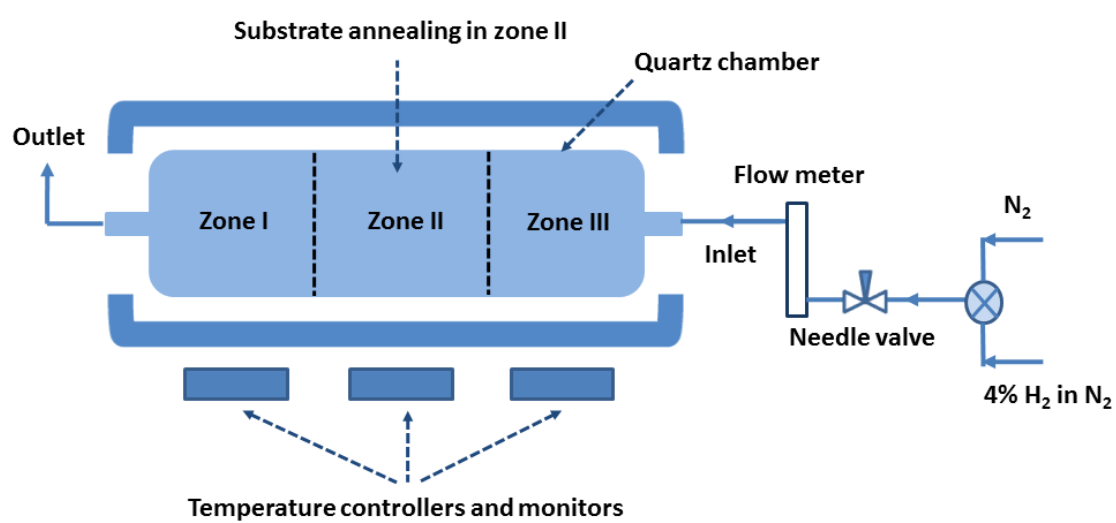 Substrate annealing in zone II
Quartz chamber
Outlet
Flow meter
N₂
Zone I
Zone II
Zone III
Inlet
Needle valve
4% H₂ in N₂
Temperature controllers and monitors